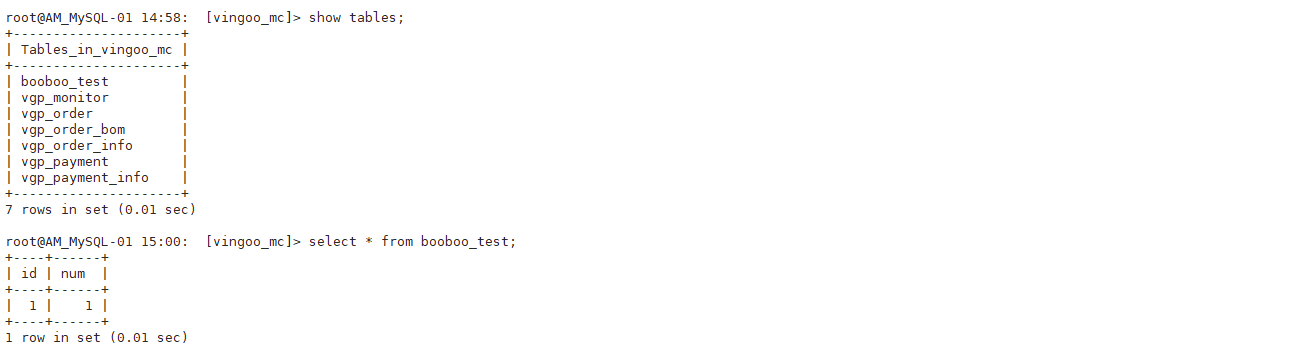 root@AM_MySQL-01 14:58:  [vingoo_mc]> show tables;
+---------------------+
| Tables_in_vingoo_mc |
+---------------------+
| booboo_test         |
| vgp_monitor         |
| vgp_order           |
| vgp_order_bom       |
| vgp_order_info      |
| vgp_payment         |
| vgp_payment_info    |
+---------------------+
7 rows in set (0.01 sec)

root@AM_MySQL-01 15:00:  [vingoo_mc]> select * from booboo_test;
+----+------+
| id | num  |
+----+------+
|  1 |    1 |
+----+------+
1 row in set (0.01 sec)